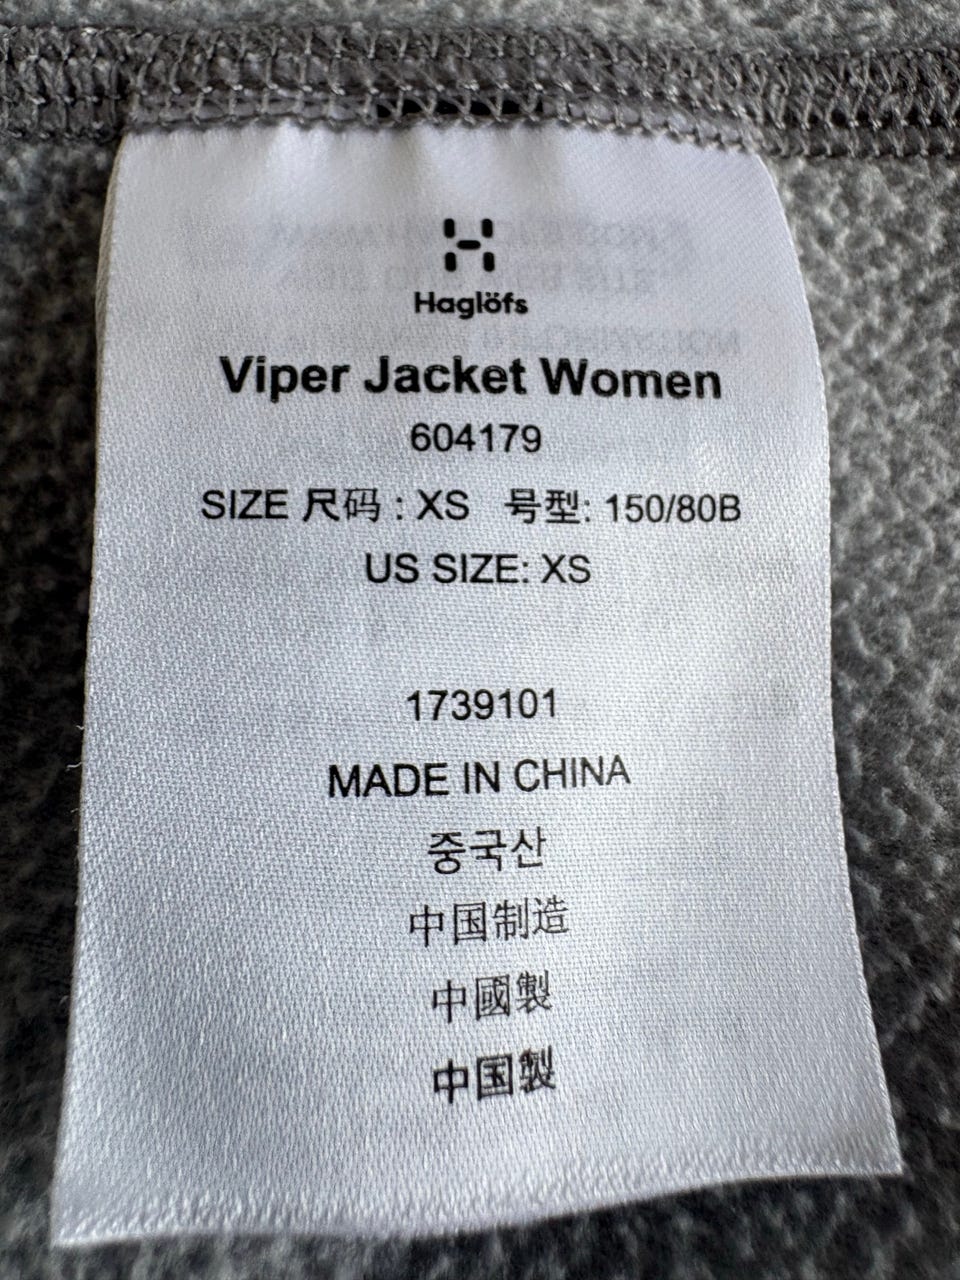 Haglöfs
Viper Jacket Women
604179
SIZE 尺码 : XS 号型: 150/80B
US SIZE: XS
1739101
MADE IN CHINA
중국산
中国制造
中國製
中国製